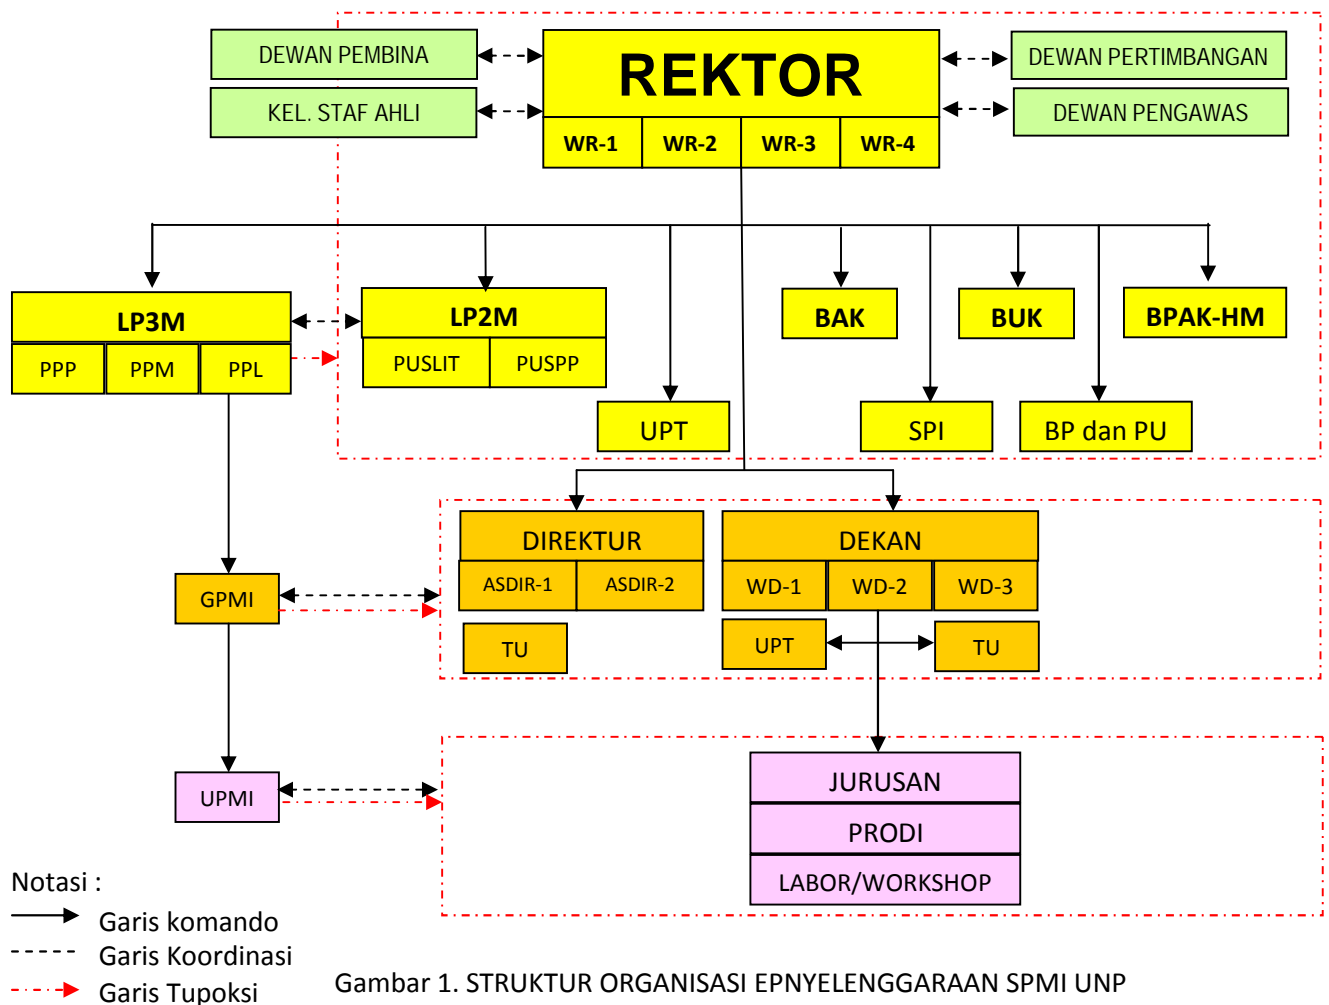 DEWAN PEMBINA
REKTOR
DEWAN PERTIMBANGAN
KEL. STAF AHLI
DEWAN PENGAWAS
WR-1
WR-2
WR-3
WR-4
LP3M
LP2M
BAK
BUK
BPAK-HM
PPP
PPM
PPL
PUSLIT
PUSPP
UPT
SPI
BP dan PU
DIREKTUR
DEKAN
ASDIR-1
ASDIR-2
WD-1
WD-2
WD-3
GPMI
TU
UPT
TU
JURUSAN
UPMI
PRODI
LABOR/WORKSHOP
Notasi :
Garis komando
Garis Koordinasi
Garis Tupoksi
Gambar 1. STRUKTUR ORGANISASI EPNYELENGGARAAN SPMI UNP